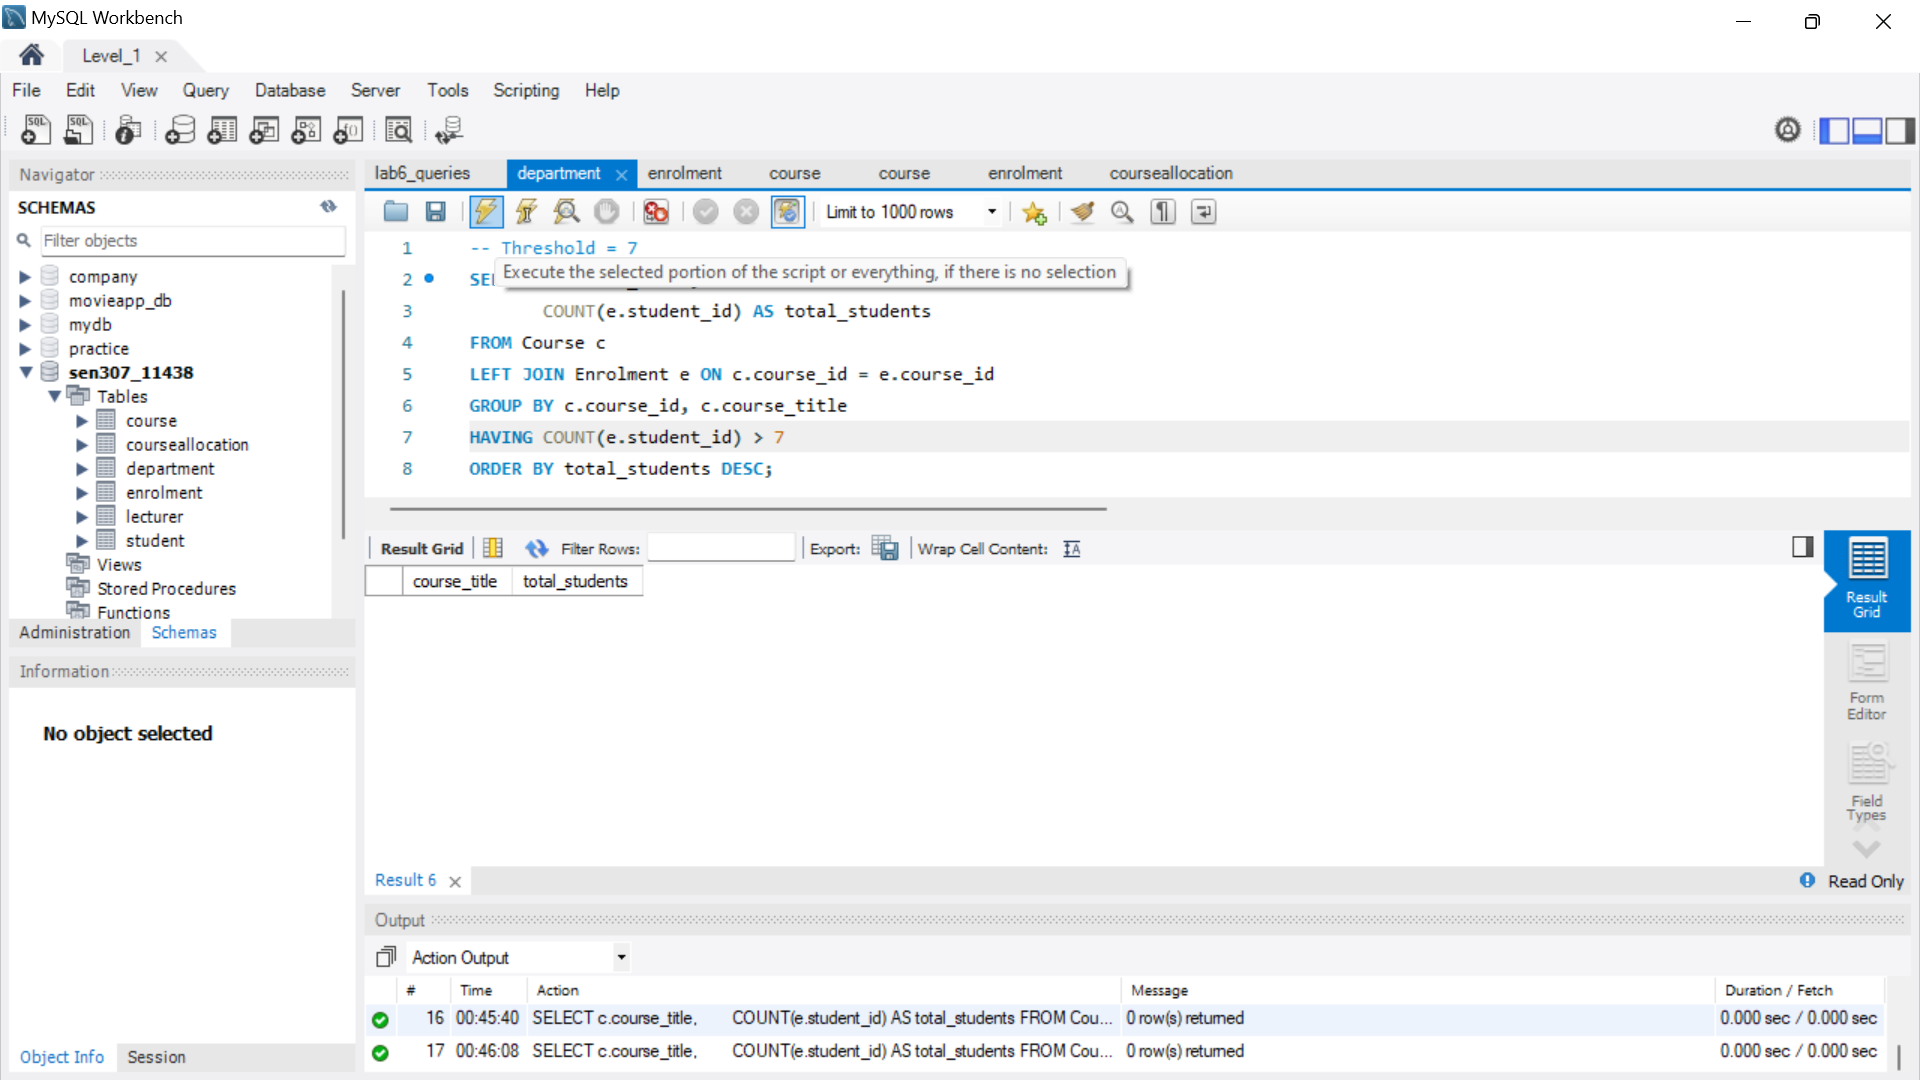 MySQL Workbench
Level_1
File Edit View Query Database Server Tools Scripting Help
Navigator
SCHEMAS
Filter objects
company
movieapp_db
mydb
practice
sen307_11438
Tables
course
courseallocation
department
enrolment
lecturer
student
Views
Stored Procedures
Functions
Administration Schemas
Information
No object selected
Object Info Session
lab6_queries department enrolment course course enrolment courseallocation
Limit to 1000 rows
1 -- Threshold = 7
Execute the selected portion of the script or everything, if there is no selection
2 SE
3 COUNT(e.student_id) AS total_students
4 FROM Course c
5 LEFT JOIN Enrolment e ON c.course_id = e.course_id
6 GROUP BY c.course_id, c.course_title
7 HAVING COUNT(e.student_id) > 7
8 ORDER BY total_students DESC;
Result Grid Filter Rows: Export: Wrap Cell Content:
course_title total_students
Result Grid
Form Editor
Field Types
Result 6
Read Only
Output
Action Output
# Time Action Message Duration / Fetch
16 00:45:40 SELECT c.course_title, COUNT(e.student_id) AS total_students FROM Cou... 0 row(s) returned 0.000 sec / 0.000 sec
17 00:46:08 SELECT c.course_title, COUNT(e.student_id) AS total_students FROM Cou... 0 row(s) returned 0.000 sec / 0.000 sec